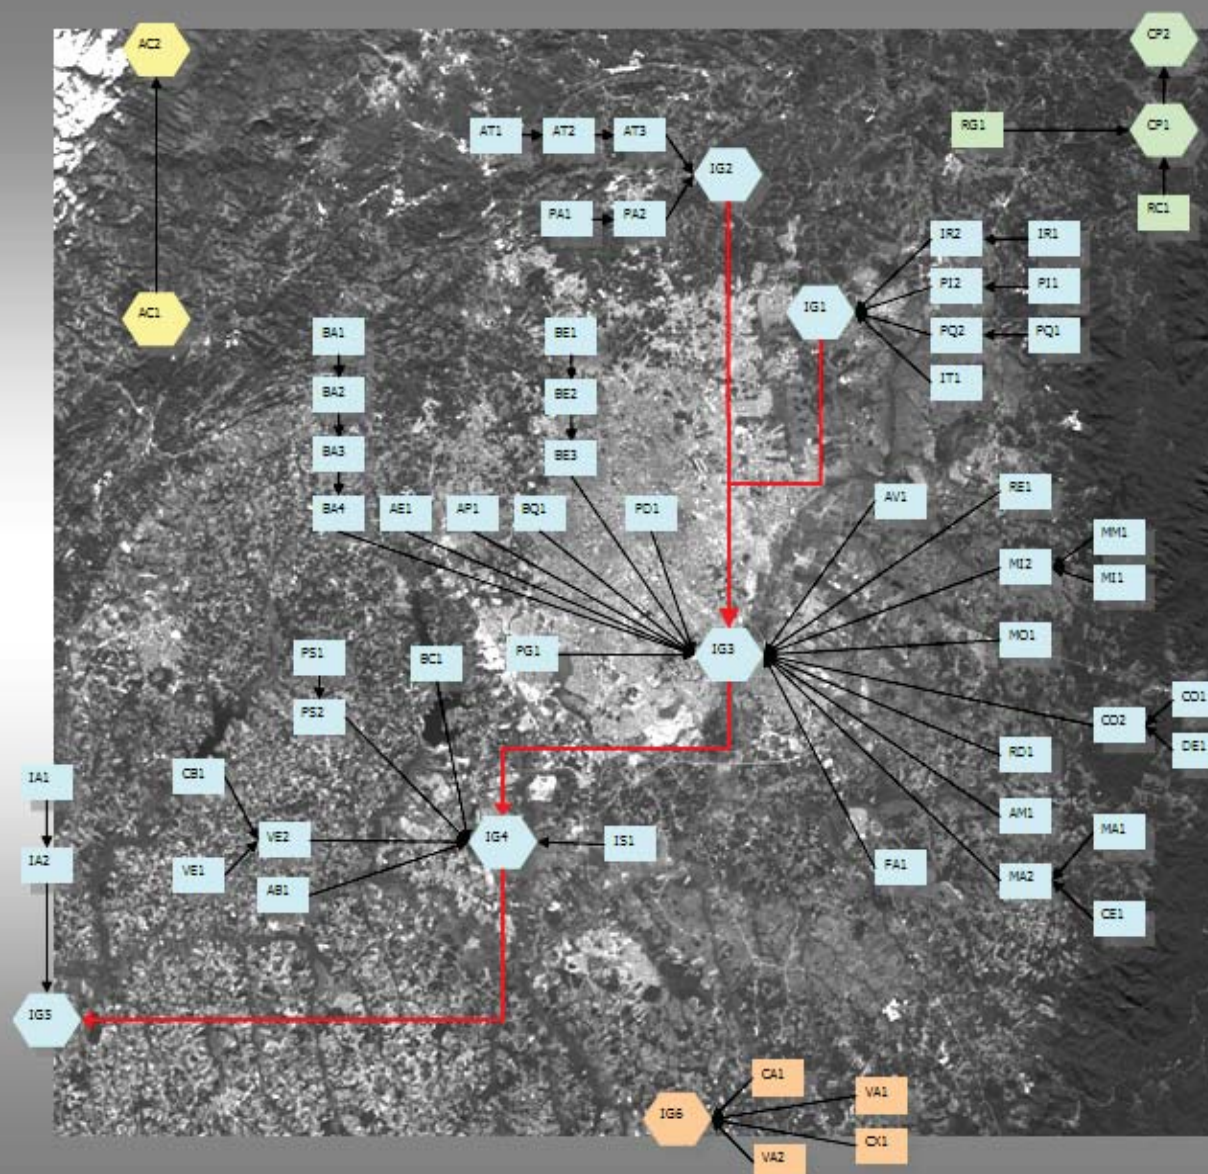 AC2
CP2
AT1
AT2
AT3
RG1
CP1
IG2
PA1
PA2
RC1
IR2
IR1
PI2
PI1
AC1
IG1
BA1
BE1
PQ2
PQ1
IT1
BA2
BE2
BA3
BE3
BA4
AE1
AP1
BQ1
PD1
AV1
RE1
MM1
MI2
MI1
MO1
PS1
BC1
PG1
IG3
PS2
CO1
CO2
DE1
RD1
IA1
CB1
AM1
VE2
IG4
IS1
MA1
IA2
VE1
AB1
FA1
MA2
CE1
IG5
CA1
VA1
IG6
CX1
VA2